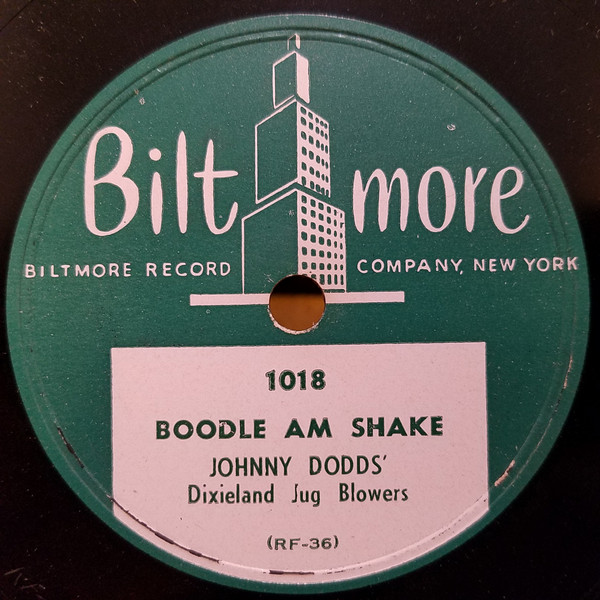 Biltmore
BILTMORE RECORD COMPANY, NEW YORK
1018
BOODLE AM SHAKE
JOHNNY DODDS'
Dixieland Jug Blowers
(RF-36)